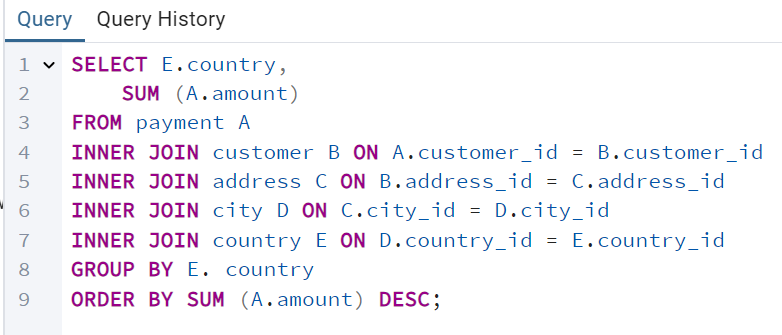 Query Query History
1 SELECT E.country,
2 SUM (A.amount)
3 FROM payment A
4 INNER JOIN customer B ON A.customer_id = B.customer_id
5 INNER JOIN address C ON B.address_id = C.address_id
6 INNER JOIN city D ON C.city_id = D.city_id
7 INNER JOIN country E ON D.country_id = E.country_id
8 GROUP BY E. country
9 ORDER BY SUM (A.amount) DESC;